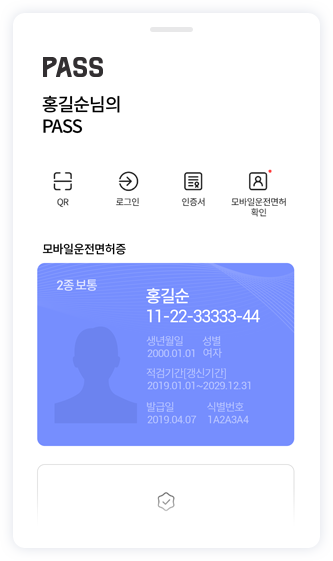 PASS
홍길순님의
PASS
QR
로그인
인증서
모바일운전면허
확인
모바일운전면허증
2종 보통
홍길순
11-22-33333-44
생년월일 성별
2000.01.01 여자
적검기간[갱신기간]
2019.01.01~2029.12.31
발급일 식별번호
2019.04.07 1A2A3A4